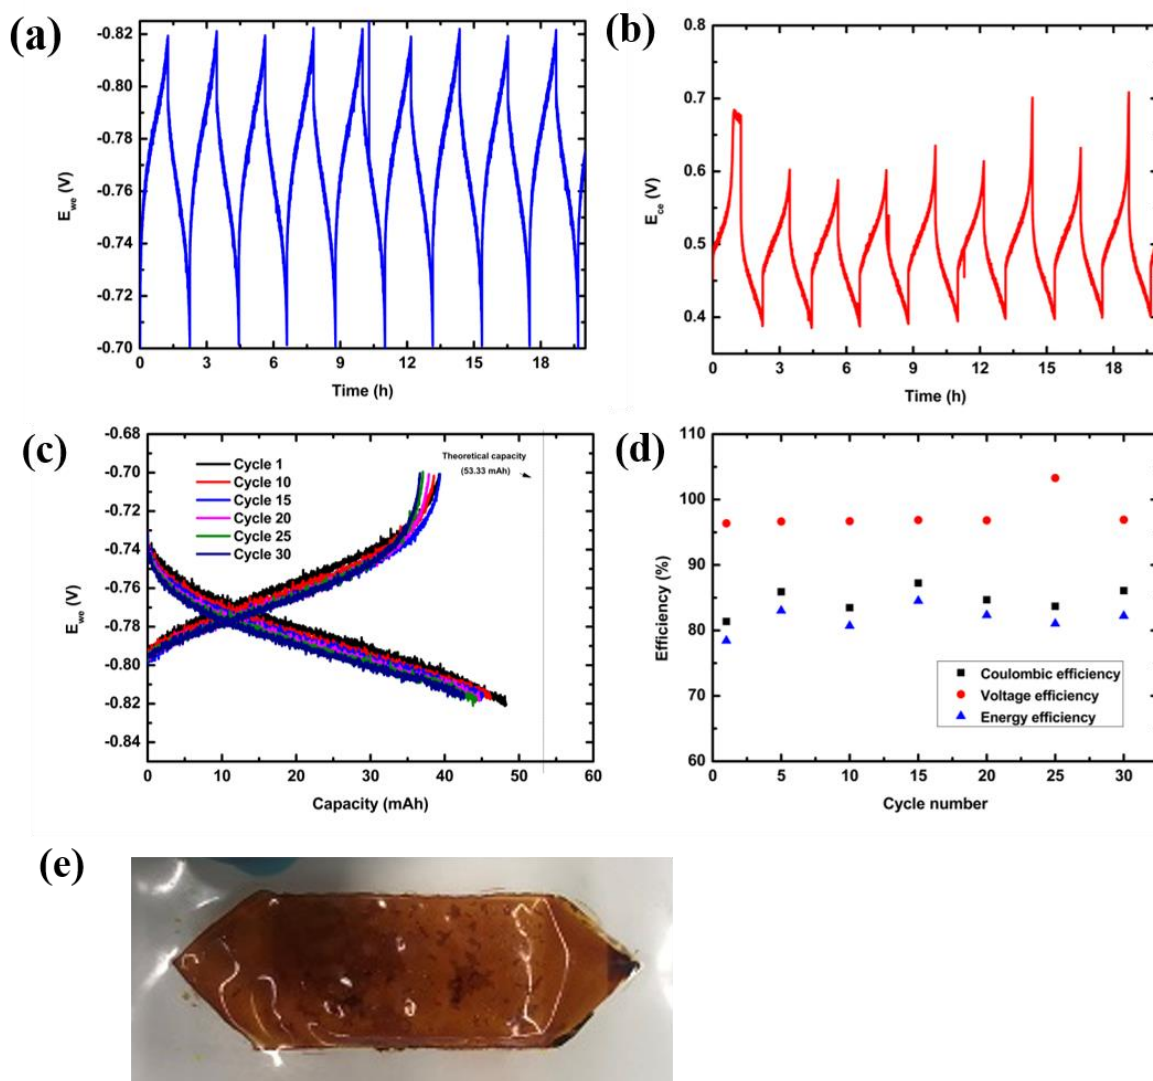 (a)
-0.82
-0.80
-0.78
-0.76
-0.74
-0.72
-0.70
E_we (V)
0 3 6 9 12 15 18
Time (h)
(b)
0.8
0.7
0.6
0.5
0.4
E_ce (V)
0 3 6 9 12 15 18
Time (h)
(c)
-0.68
-0.70
-0.72
-0.74
-0.76
-0.78
-0.80
-0.82
-0.84
E_we (V)
Cycle 1
Cycle 10
Cycle 15
Cycle 20
Cycle 25
Cycle 30
Theoretical capacity
(53.33 mAh)
0 10 20 30 40 50 60
Capacity (mAh)
(d)
110
100
90
80
70
60
Efficiency (%)
Coulombic efficiency
Voltage efficiency
Energy efficiency
0 5 10 15 20 25 30
Cycle number
(e)